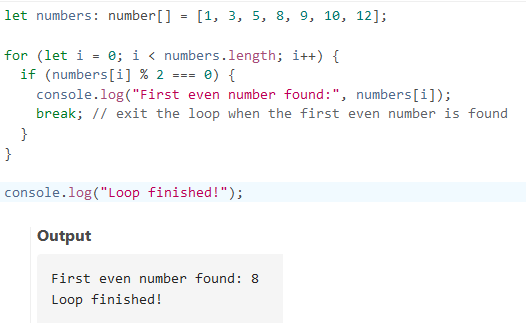 let numbers: number[] = [1, 3, 5, 8, 9, 10, 12];

for (let i = 0; i < numbers.length; i++) {
  if (numbers[i] % 2 === 0) {
    console.log("First even number found:", numbers[i]);
    break; // exit the loop when the first even number is found
  }
}

console.log("Loop finished!");
Output
First even number found: 8
Loop finished!